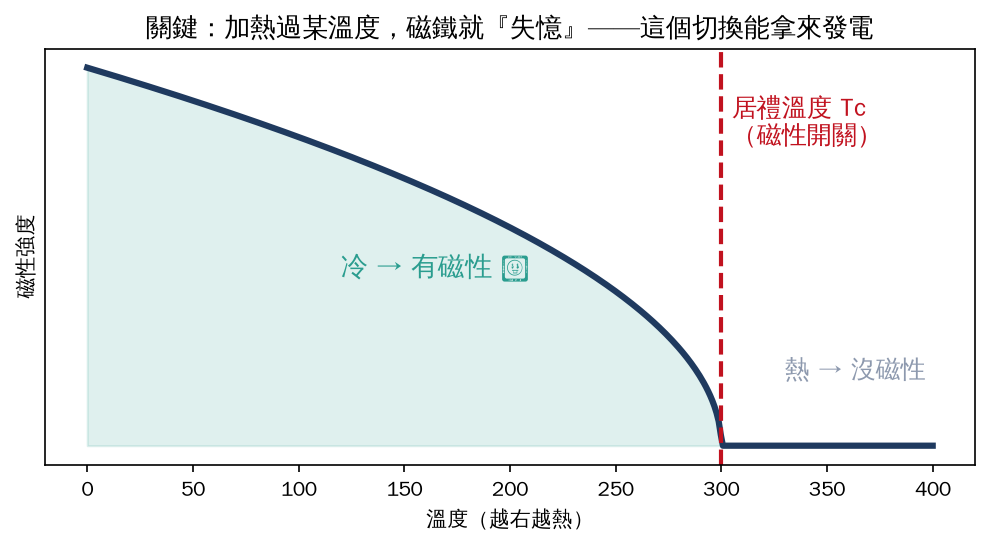 關鍵：加熱過某溫度，磁鐵就『失憶』——這個切換能拿來發電
居禮溫度 Tc
（磁性開關）
磁性強度
冷 → 有磁性
熱 → 沒磁性
0 50 100 150 200 250 300 350 400
溫度（越右越熱）